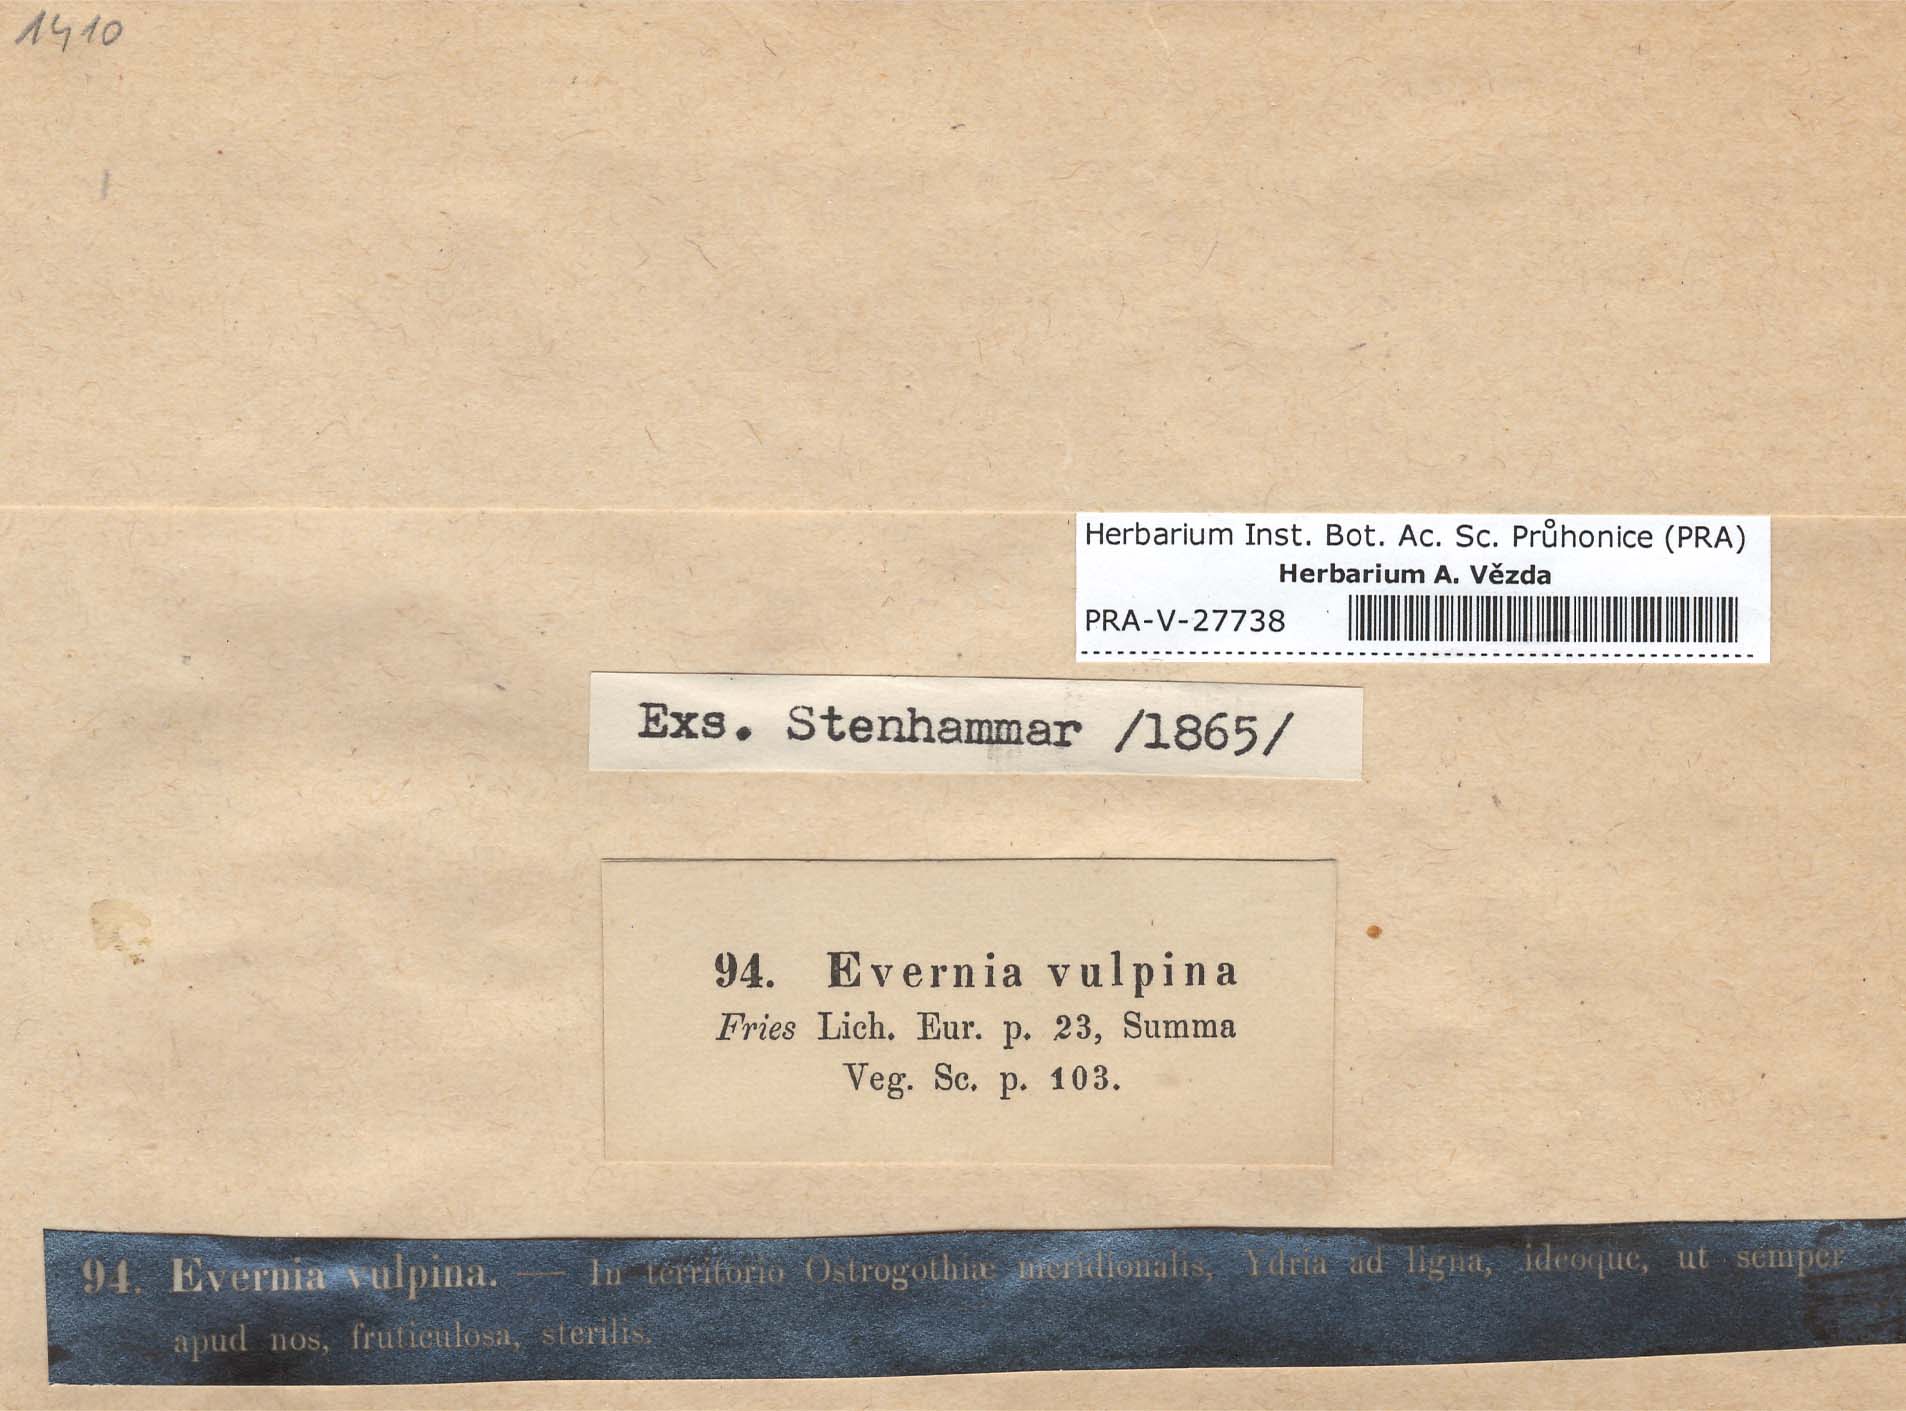 1410
Herbarium Inst. Bot. Ac. Sc. Průhonice (PRA)
Herbarium A. Vězda
PRA-V-27738
Exs. Stenhammar /1865/
94. Evernia vulpina
Fries Lich. Eur. p. 23, Summa
Veg. Sc. p. 103.
94. Evernia vulpina. — In territorio Ostrogothiæ meridionalis, Ydria ad ligna, ideoque, ut semper
apud nos, fruticulosa, sterilis.